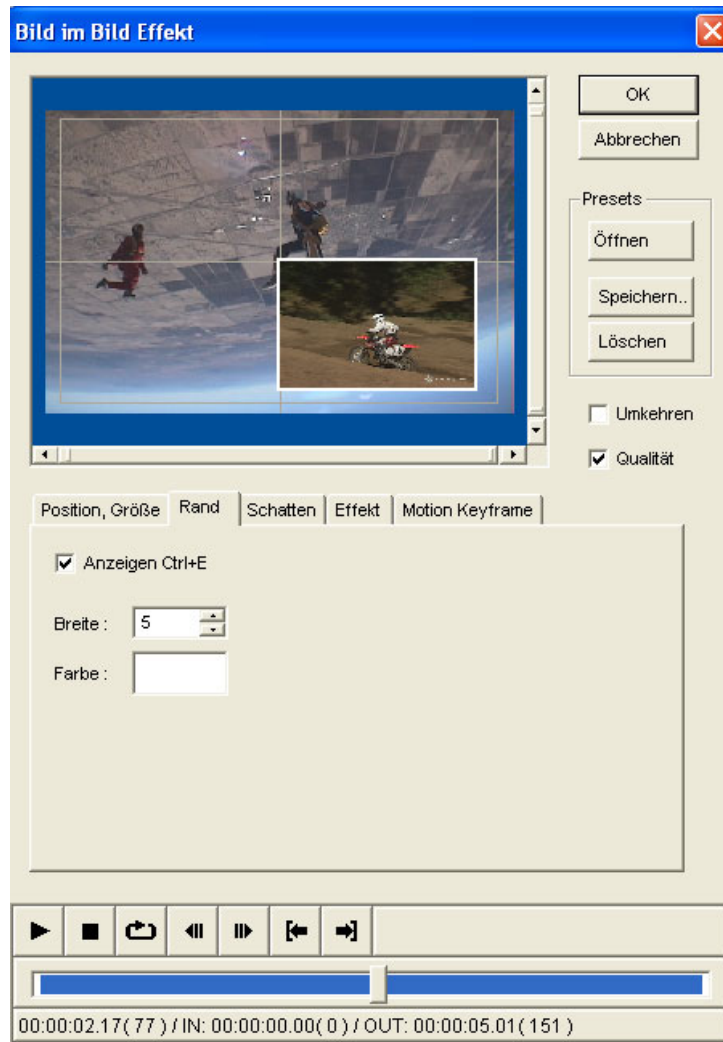 Bild im Bild Effekt
OK
Abbrechen
Presets
Öffnen
Speichern..
Löschen
Umkehren
Qualität
Position, Größe
Rand
Schatten
Effekt
Motion Keyframe
Anzeigen Ctrl+E
Breite :
5
Farbe :
00:00:02.17( 77 ) / IN: 00:00:00.00( 0 ) / OUT: 00:00:05.01( 151 )